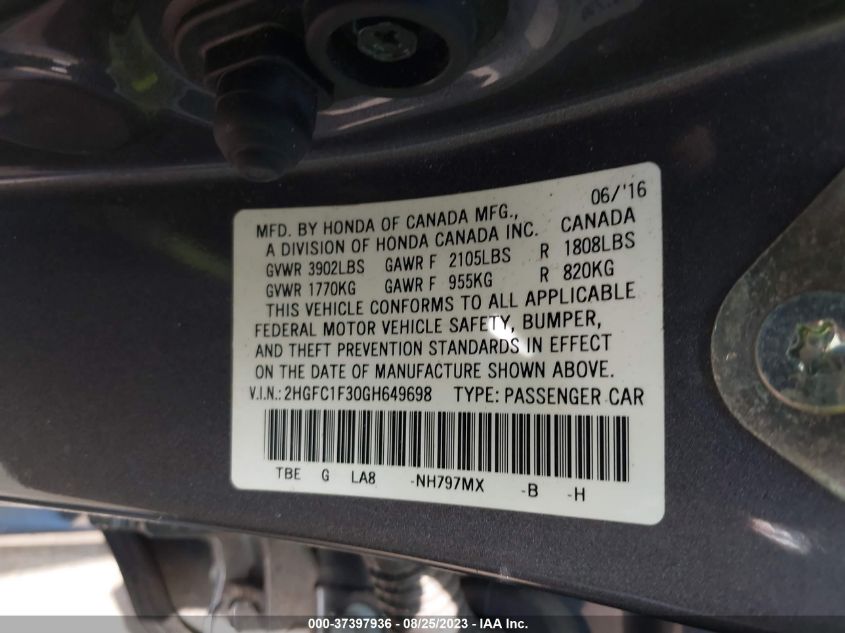 06/'16
MFD. BY HONDA OF CANADA MFG.,
A DIVISION OF HONDA CANADA INC. CANADA
GVWR 3902LBS GAWR F 2105LBS R 1808LBS
GVWR 1770KG GAWR F 955KG R 820KG
THIS VEHICLE CONFORMS TO ALL APPLICABLE
FEDERAL MOTOR VEHICLE SAFETY, BUMPER,
AND THEFT PREVENTION STANDARDS IN EFFECT
ON THE DATE OF MANUFACTURE SHOWN ABOVE.
V.I.N.: 2HGFC1F30GH649698 TYPE: PASSENGER CAR
TBE G LA8 -NH797MX -B -H
000-37397936 - 08/25/2023 - IAA Inc.